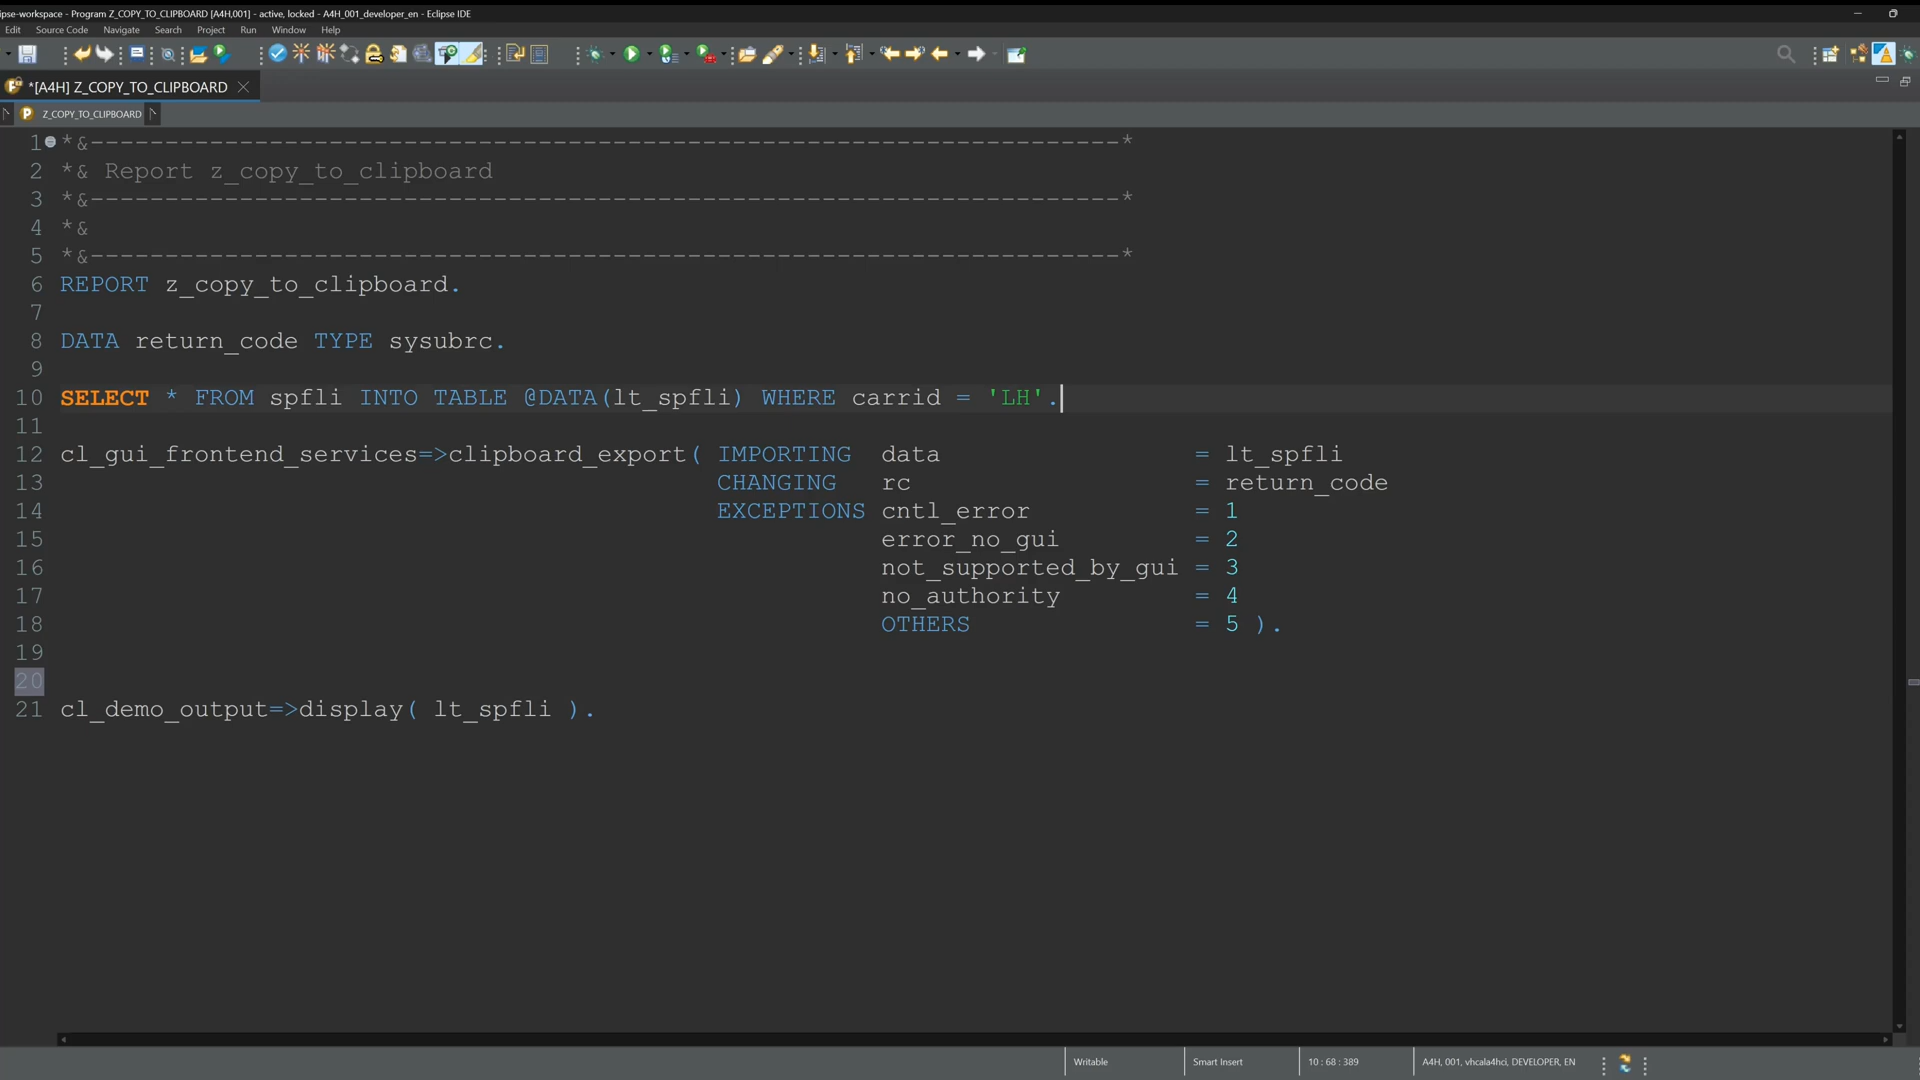 ipse-workspace - Program Z_COPY_TO_CLIPBOARD [A4H,001] - active, locked - A4H_001_developer_en - Eclipse IDE
Edit Source Code Navigate Search Project Run Window Help
*[A4H] Z_COPY_TO_CLIPBOARD
P Z_COPY_TO_CLIPBOARD
1 *&---------------------------------------------------------------------*
2 *& Report z_copy_to_clipboard
3 *&---------------------------------------------------------------------*
4 *&
5 *&---------------------------------------------------------------------*
6 REPORT z_copy_to_clipboard.
7
8 DATA return_code TYPE sysubrc.
9
10 SELECT * FROM spfli INTO TABLE @DATA(lt_spfli) WHERE carrid = 'LH'.
11
12 cl_gui_frontend_services=>clipboard_export( IMPORTING data = lt_spfli
13 CHANGING rc = return_code
14 EXCEPTIONS cntl_error = 1
15 error_no_gui = 2
16 not_supported_by_gui = 3
17 no_authority = 4
18 OTHERS = 5 ).
19
20
21 cl_demo_output=>display( lt_spfli ).
Writable Smart Insert 10 : 68 : 389 A4H, 001, vhcala4hci, DEVELOPER, EN